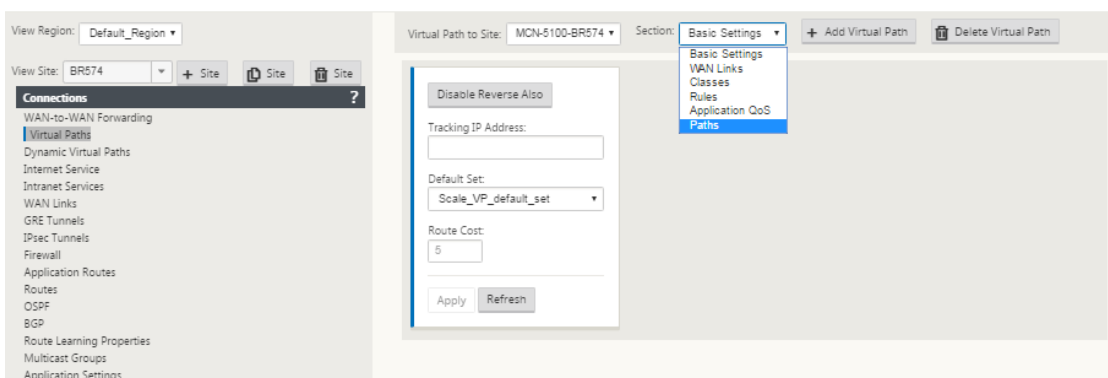 View Region: Default_Region
View Site: BR574 + Site Site Site
Connections ?
WAN-to-WAN Forwarding
Virtual Paths
Dynamic Virtual Paths
Internet Service
Intranet Services
WAN Links
GRE Tunnels
IPsec Tunnels
Firewall
Application Routes
Routes
OSPF
BGP
Route Learning Properties
Multicast Groups
Application Settings
Virtual Path to Site: MCN-5100-BR574 Section: Basic Settings + Add Virtual Path Delete Virtual Path
Basic Settings
WAN Links
Classes
Rules
Application QoS
Paths
Disable Reverse Also
Tracking IP Address:
Default Set:
Scale_VP_default_set
Route Cost:
5
Apply Refresh